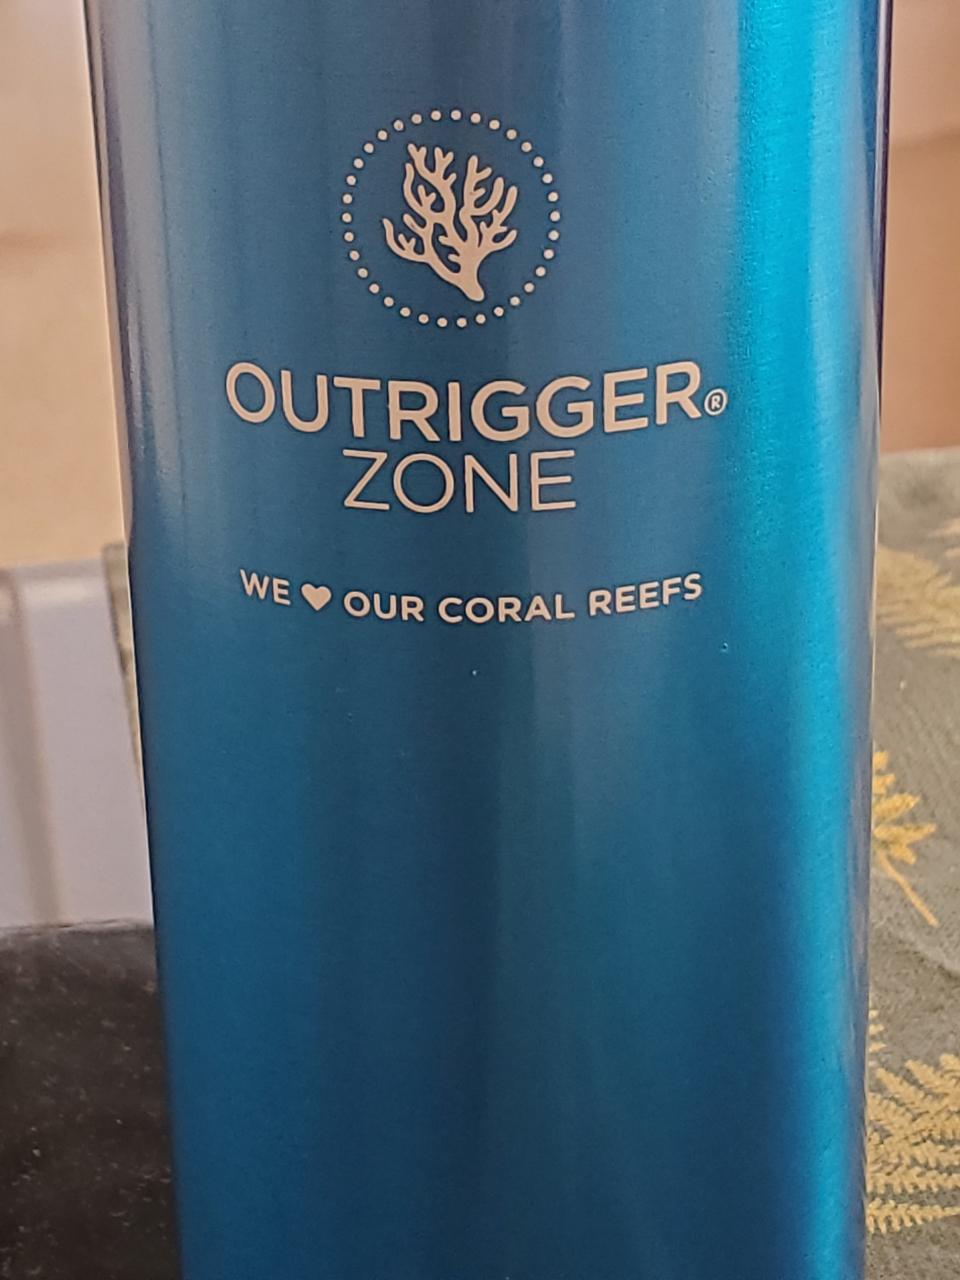 OUTRIGGER®
ZONE
WE ♥ OUR CORAL REEFS